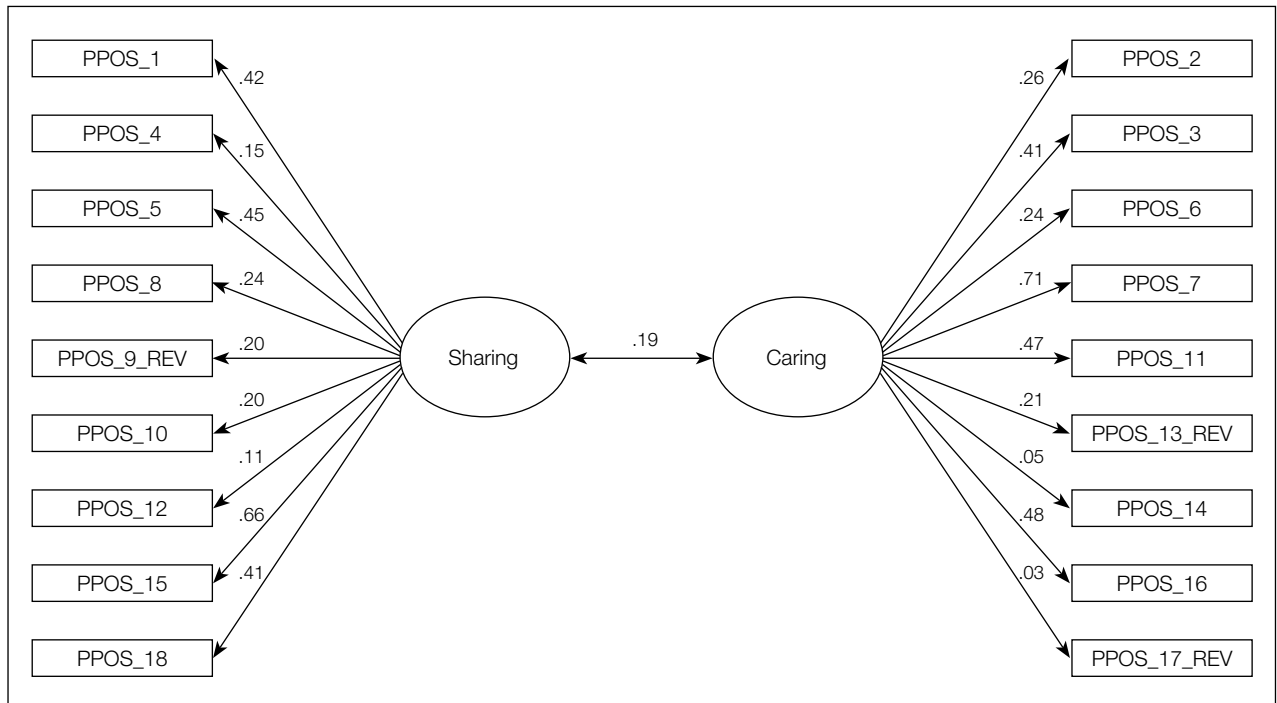 PPOS_1
.42
PPOS_4
.15
PPOS_5
.45
PPOS_8
.24
PPOS_9_REV
.20
PPOS_10
.20
PPOS_12
.11
PPOS_15
.66
PPOS_18
.41
Sharing
.19
Caring
PPOS_2
.26
PPOS_3
.41
PPOS_6
.24
PPOS_7
.71
PPOS_11
.47
PPOS_13_REV
.21
PPOS_14
.05
PPOS_16
.48
PPOS_17_REV
.03